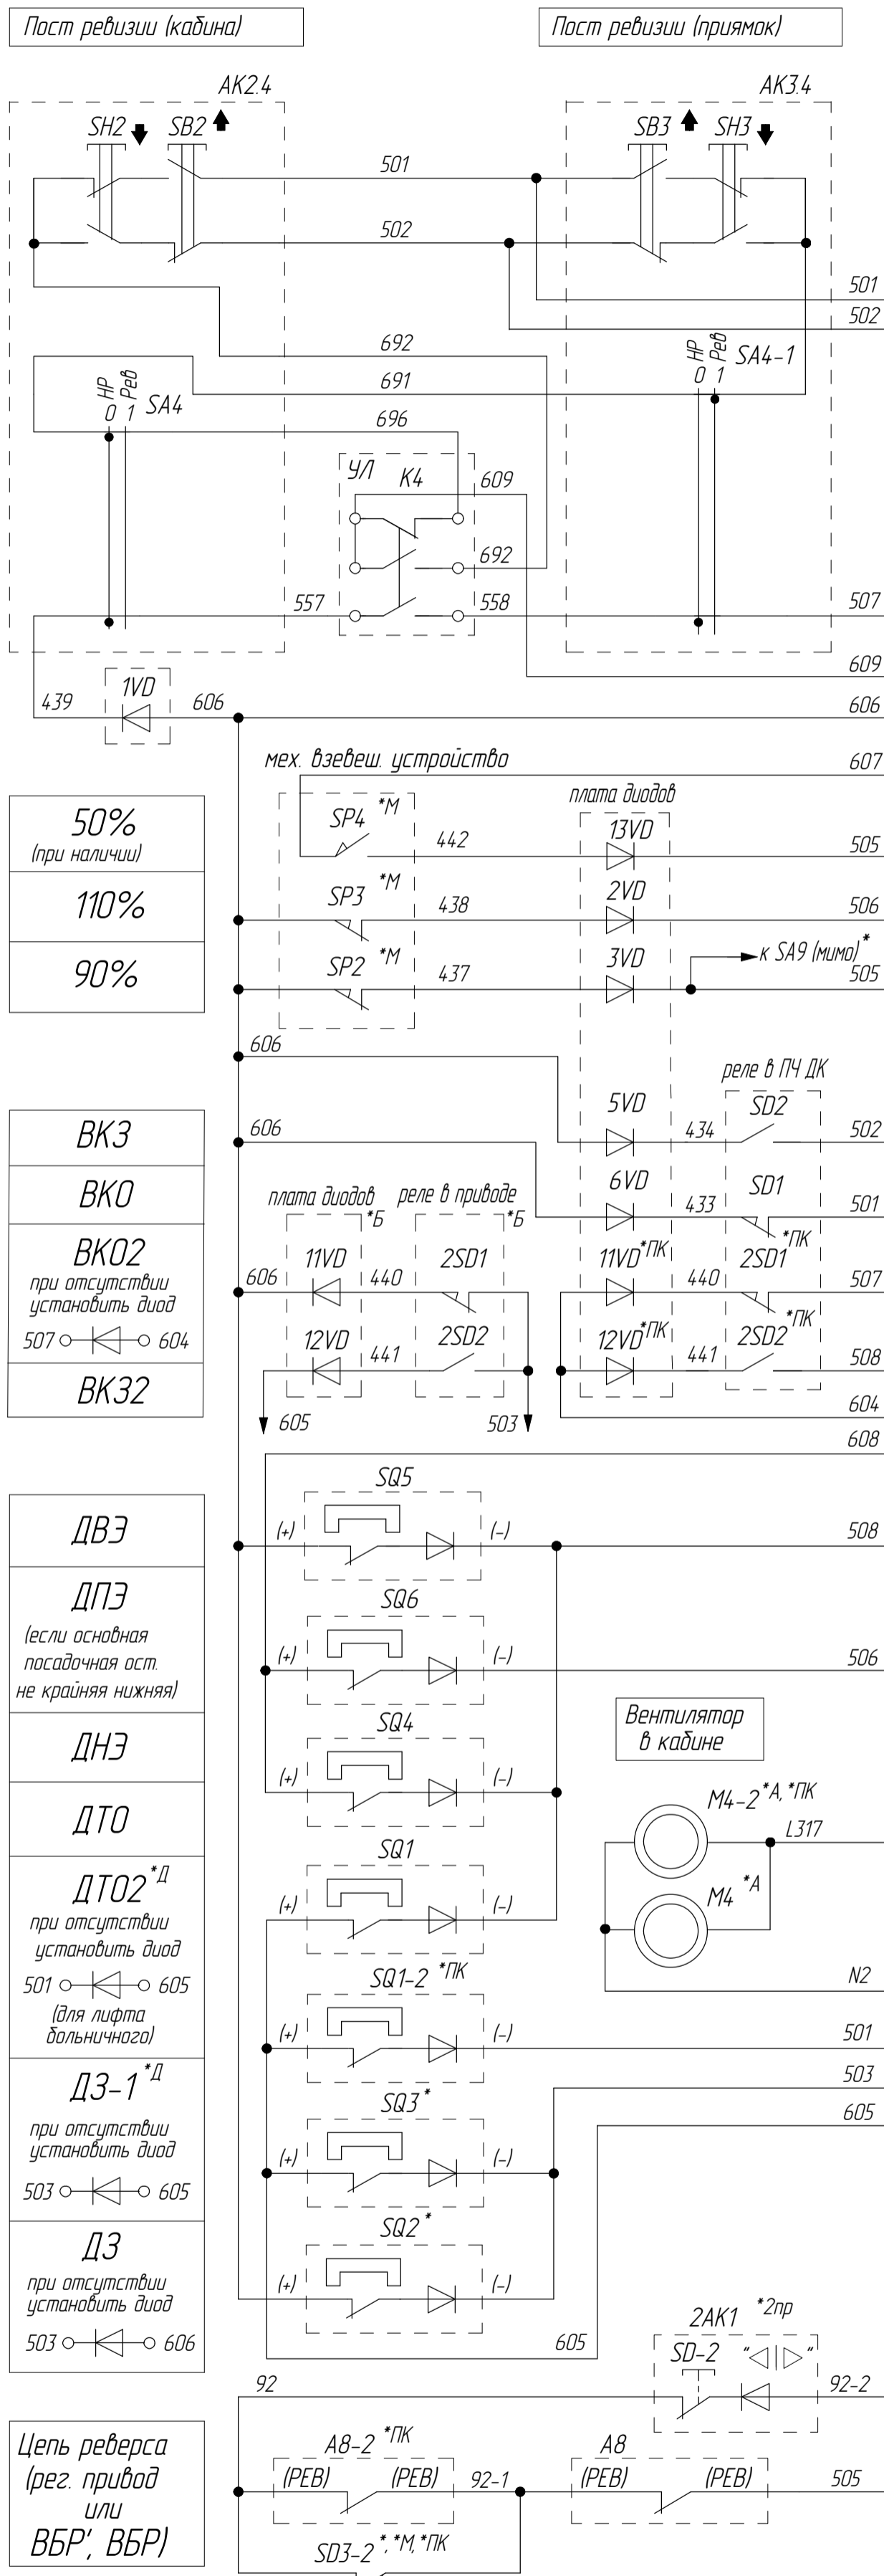 Пост ревизии (кабина)
Пост ревизии (приямок)
АК2.4
АК3.4
SH2
SB2
SB3
SH3
501
502
501
502
692
691
696
НР
Рев
0 1
SA4
НР
Рев
0 1
SA4-1
УЛ
К4
609
692
557
558
507
609
439
1VD
606
606
607
мех. взевеш. устройство
плата диодов
50%
(при наличии)
SP4 *М
442
13VD
505
110%
SP3 *М
438
2VD
506
90%
SP2 *М
437
3VD
к SA9 (мимо) *
505
606
реле в ПЧ ДК
ВКЗ
5VD
434
SD2
502
606
ВКО
6VD
433
SD1
501
плата диодов
*Б
реле в приводе
*Б
*ПК
ВКО2
при отсутствии
установить диод
507
604
606
11VD
440
2SD1
11VD *ПК
440
2SD1
507
*ПК
ВКЗ2
12VD
441
2SD2
12VD *ПК
441
2SD2
508
605
503
604
608
ДВЭ
SQ5
(+)
(-)
508
ДПЭ
(если основная
посадочная ост.
не крайняя нижняя)
SQ6
(+)
(-)
506
ДНЭ
SQ4
(+)
(-)
Вентилятор
в кабине
М4-2 *А, *ПК
L317
М4 *А
N2
ДТО
SQ1
(+)
(-)
ДТО2 *Д
при отсутствии
установить диод
501
605
(для лифта
больничного)
SQ1-2 *ПК
(+)
(-)
501
503
605
ДЗ-1 *Д
при отсутствии
установить диод
503
605
SQ3 *
(+)
(-)
ДЗ
при отсутствии
установить диод
503
606
SQ2 *
(+)
(-)
605
2АК1 *2пр
SD-2
" "
92
92-2
Цепь реверса
(рег. привод
или
ВБР', ВБР)
А8-2 *ПК
(РЕВ)
(РЕВ)
92-1
А8
(РЕВ)
(РЕВ)
505
SD3-2 *,*М,*ПК